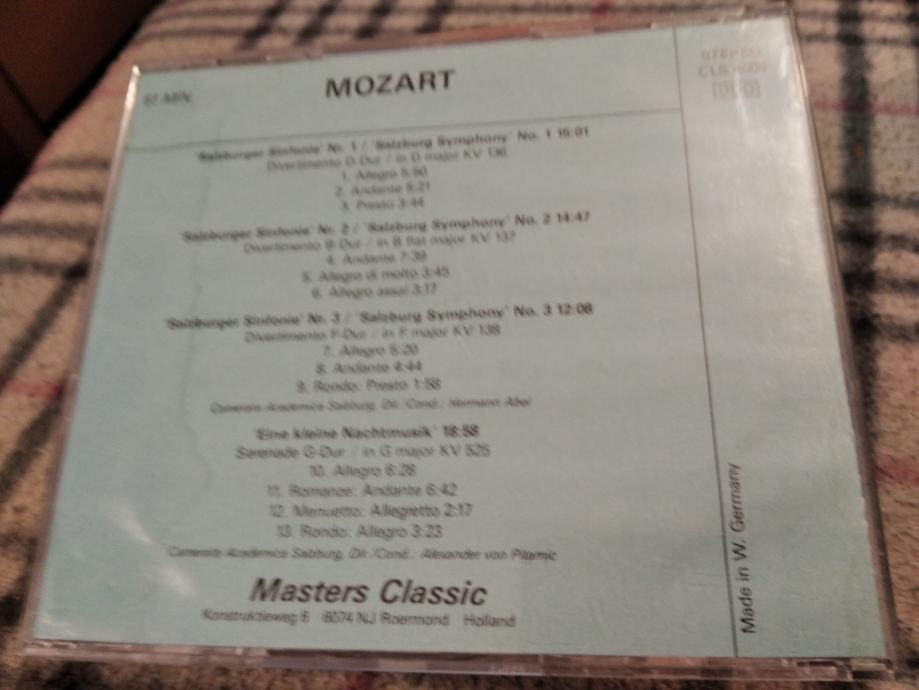 61 MIN.
MOZART
STEREO
CLS
DDD
'Salzburger Sinfonie' Nr. 1 / 'Salzburg Symphony' No. 1 16:01
Divertimento D-Dur / in D major KV 136
1. Allegro 5:50
2. Andante 5:21
3. Presto 3:44
'Salzburger Sinfonie' Nr. 2 / 'Salzburg Symphony' No. 2 14:47
Divertimento B-Dur / in B flat major KV 137
4. Andante 7:39
5. Allegro di molto 3:45
6. Allegro assai 3:17
'Salzburger Sinfonie' Nr. 3 / 'Salzburg Symphony' No. 3 12:08
Divertimento F-Dur / in F major KV 138
7. Allegro 5:20
8. Andante 4:44
9. Rondo: Presto 1:58
Camerata Academica Salzburg, Dir./Cond.: Hermann Abel
'Eine kleine Nachtmusik' 18:58
Serenade G-Dur / in G major KV 525
10. Allegro 6:28
11. Romanze: Andante 6:42
12. Menuetto: Allegretto 2:17
13. Rondo: Allegro 3:23
Camerata Academica Salzburg, Dir./Cond.: Alexander von Pitamic
Masters Classic
Konstruktieweg 6 6074 NJ Roermond Holland
Made in W. Germany